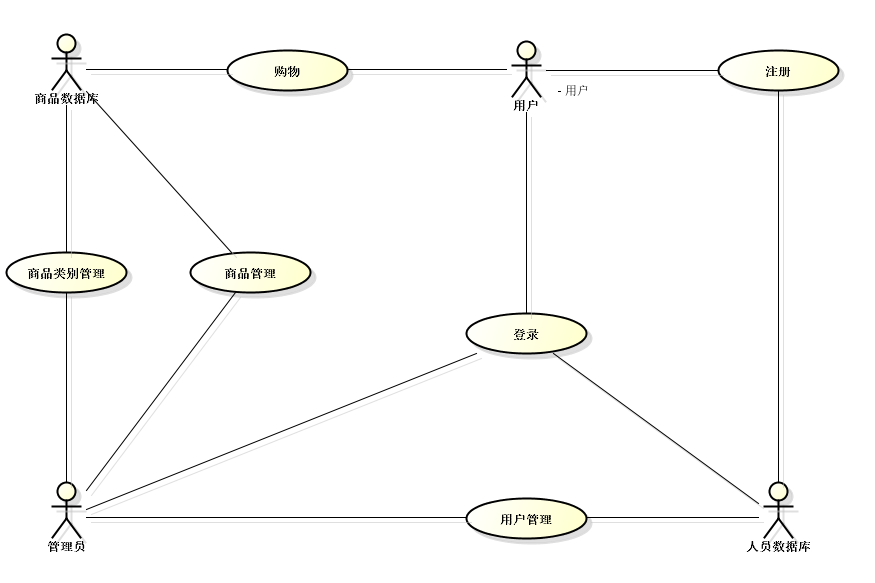 购物
注册
商品数据库
用户
- 用户
商品类别管理
商品管理
登录
用户管理
管理员
人员数据库